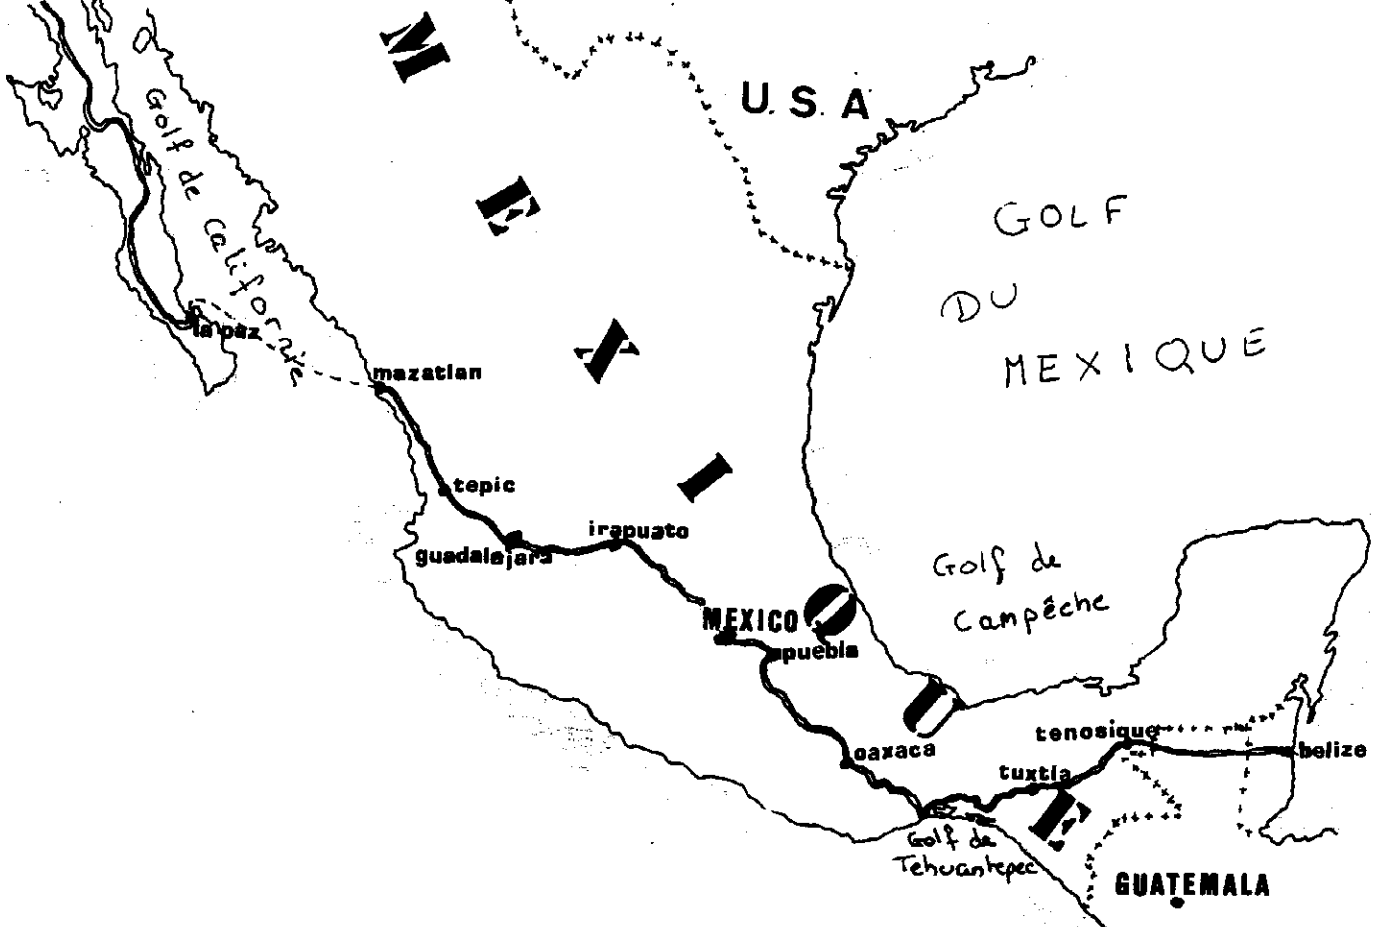 MEXIQUE
U.S.A
Golf de Californie
GOLF
DU
MEXIQUE
la paz
mazatlan
tepic
guadalajara
irapuato
Golf de
Campêche
MEXICO
puebla
oaxaca
tenosique
tuxtla
belize
Golf de
Tehuantepec
GUATEMALA